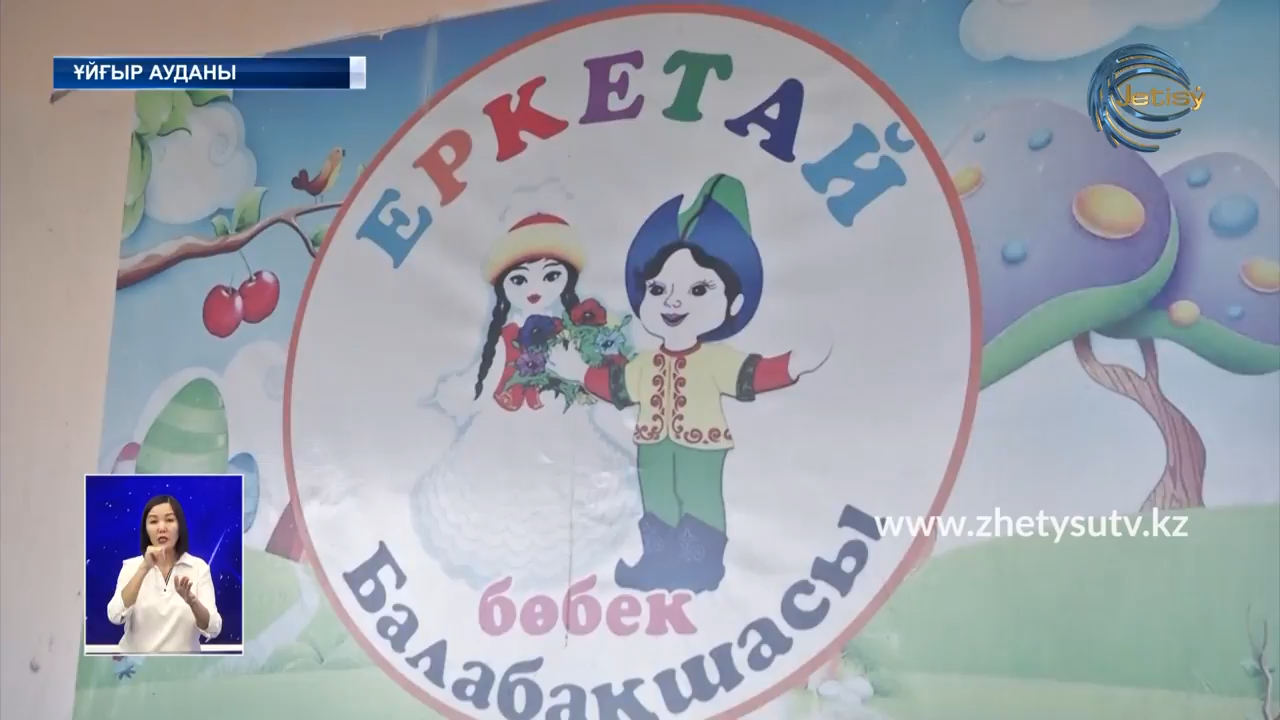 ҰЙҒЫР АУДАНЫ
Jetisý
ЕРКЕТАЙ
www.zhetysutv.kz
бөбек
Балабақшасы